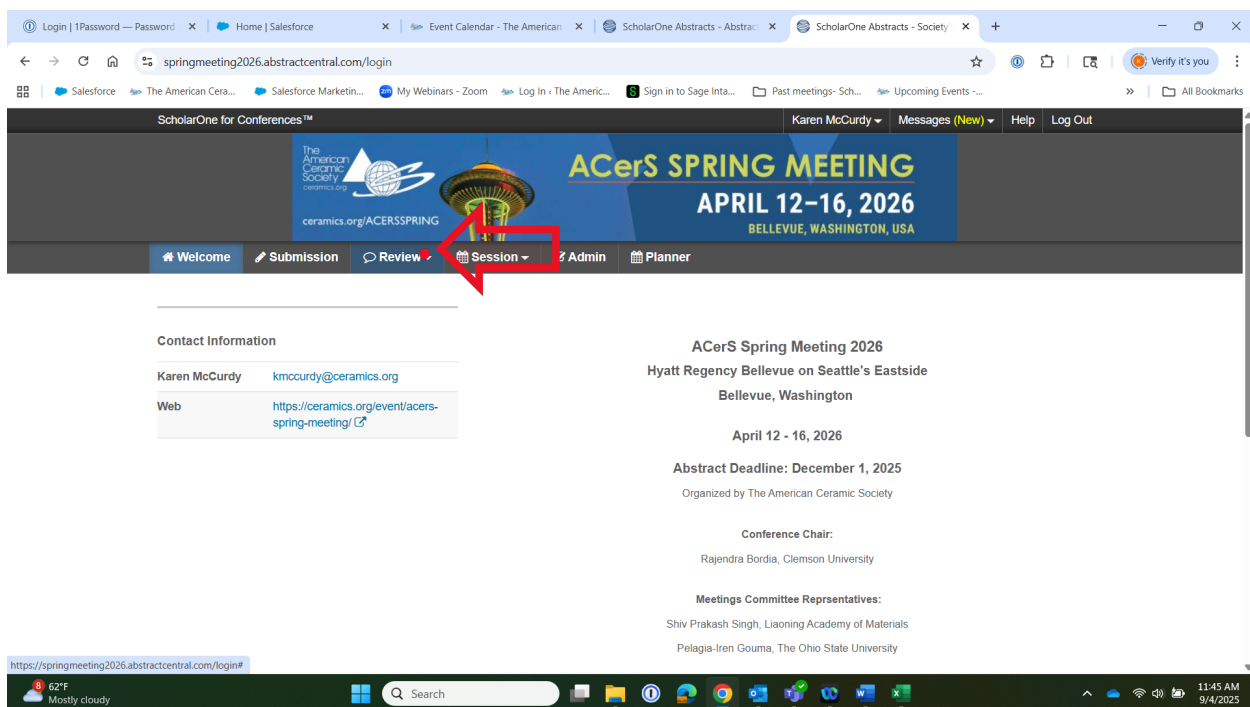 Login | 1Password — Password
Home | Salesforce
Event Calendar - The American
ScholarOne Abstracts - Abstrac
ScholarOne Abstracts - Society
springmeeting2026.abstractcentral.com/login
Verify it's you
Salesforce
The American Cera...
Salesforce Marketin...
My Webinars - Zoom
Log In ‹ The Americ...
Sign in to Sage Inta...
Past meetings- Sch...
Upcoming Events -...
»
All Bookmarks
ScholarOne for Conferences™
Karen McCurdy
Messages (New)
Help
Log Out
The
American
Ceramic
Society
ceramics.org
ceramics.org/ACERSSPRING
ACerS SPRING MEETING
APRIL 12–16, 2026
BELLEVUE, WASHINGTON, USA
Welcome
Submission
Review
Session
Admin
Planner
Contact Information
Karen McCurdy kmccurdy@ceramics.org
Web https://ceramics.org/event/acers-
spring-meeting/
ACerS Spring Meeting 2026
Hyatt Regency Bellevue on Seattle's Eastside
Bellevue, Washington
April 12 - 16, 2026
Abstract Deadline: December 1, 2025
Organized by The American Ceramic Society
Conference Chair:
Rajendra Bordia, Clemson University
Meetings Committee Reprsentatives:
Shiv Prakash Singh, Liaoning Academy of Materials
Pelagia-Iren Gouma, The Ohio State University
https://springmeeting2026.abstractcentral.com/login#
8
62°F
Mostly cloudy
Search
11:45 AM
9/4/2025